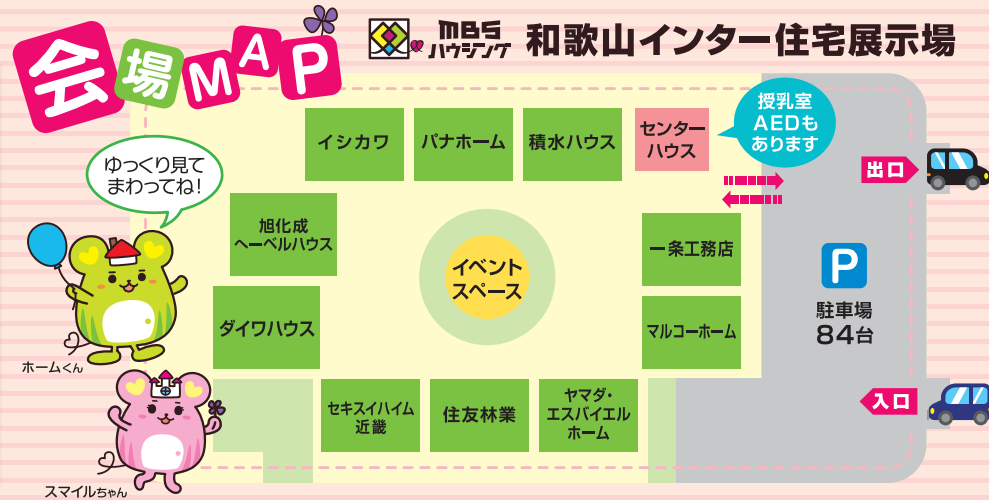 会場MAP
MBS
ハウジング
和歌山インター住宅展示場
授乳室
AEDも
あります
イシカワ
パナホーム
積水ハウス
センター
ハウス
ゆっくり見て
まわってね!
出口
旭化成
ヘーベルハウス
イベント
スペース
一条工務店
P
駐車場
84台
ダイワハウス
マルコーホーム
ホームくん
セキスイハイム
近畿
住友林業
ヤマダ・
エスバイエル
ホーム
入口
スマイルちゃん